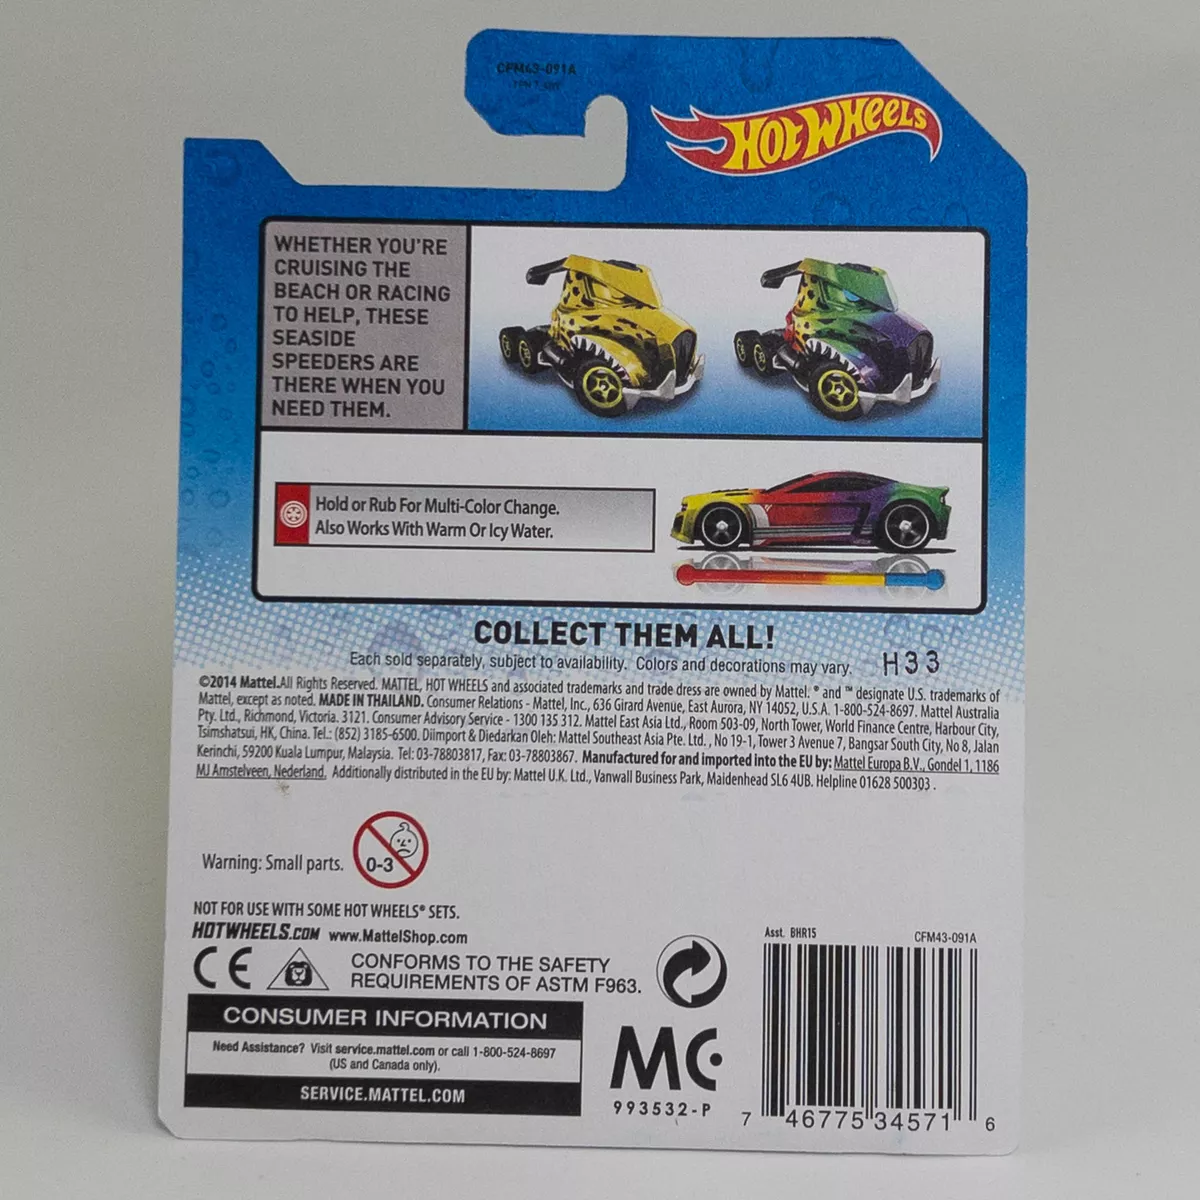 CFM43-091A
HOT WHEELS
WHETHER YOU'RE
CRUISING THE
BEACH OR RACING
TO HELP, THESE
SEASIDE
SPEEDERS ARE
THERE WHEN YOU
NEED THEM.
Hold or Rub For Multi-Color Change.
Also Works With Warm Or Icy Water.
COLLECT THEM ALL!
Each sold separately, subject to availability. Colors and decorations may vary.
H33
©2014 Mattel.All Rights Reserved. MATTEL, HOT WHEELS and associated trademarks and trade dress are owned by Mattel. ® and ™ designate U.S. trademarks of
Mattel, except as noted. MADE IN THAILAND. Consumer Relations - Mattel, Inc., 636 Girard Avenue, East Aurora, NY 14052, U.S.A. 1-800-524-8697. Mattel Australia
Pty. Ltd., Richmond, Victoria. 3121. Consumer Advisory Service - 1300 135 312. Mattel East Asia Ltd., Room 503-09, North Tower, World Finance Centre, Harbour City,
Tsimshatsui, HK, China. Tel.: (852) 3185-6500. Diimport & Diedarkan Oleh: Mattel Southeast Asia Pte. Ltd. , No 19-1, Tower 3 Avenue 7, Bangsar South City, No 8, Jalan
Kerinchi, 59200 Kuala Lumpur, Malaysia. Tel: 03-78803817, Fax: 03-78803867. Manufactured for and imported into the EU by: Mattel Europa B.V., Gondel 1, 1186
MJ Amstelveen, Nederland. Additionally distributed in the EU by: Mattel U.K. Ltd., Vanwall Business Park, Maidenhead SL6 4UB. Helpline 01628 500303 .
Warning: Small parts.
0-3
NOT FOR USE WITH SOME HOT WHEELS® SETS.
HOTWHEELS.COM www.MattelShop.com
CE
CONFORMS TO THE SAFETY
REQUIREMENTS OF ASTM F963.
CONSUMER INFORMATION
Need Assistance? Visit service.mattel.com or call 1-800-524-8697
(US and Canada only).
SERVICE.MATTEL.COM
MC
993532-P
Asst. BHR15
CFM43-091A
7 46775 34571 6